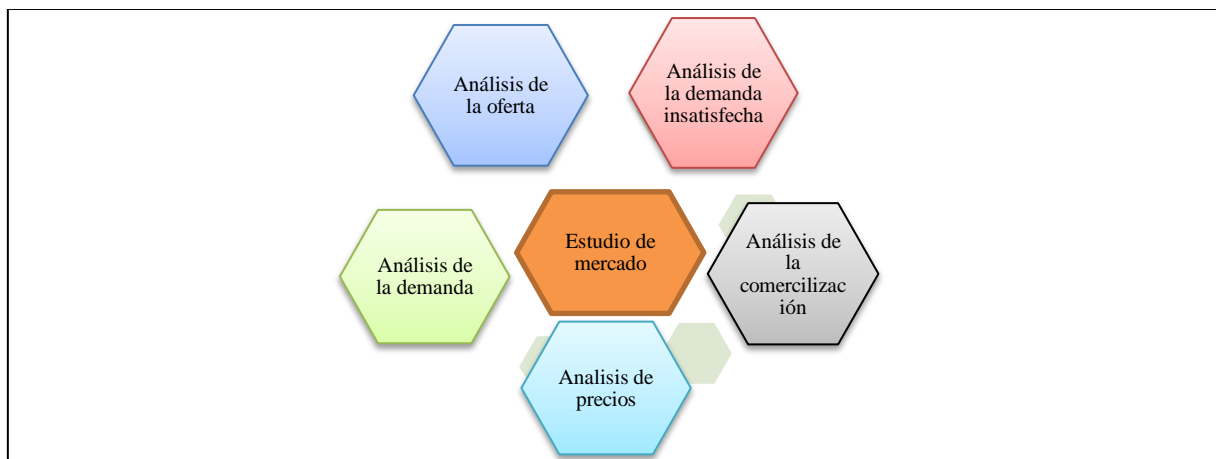 Análisis de
la oferta
Análisis de
la demanda
insatisfecha
Análisis de
la demanda
Estudio de
mercado
Análisis de
la
comercilizac
ión
Analisis de
precios